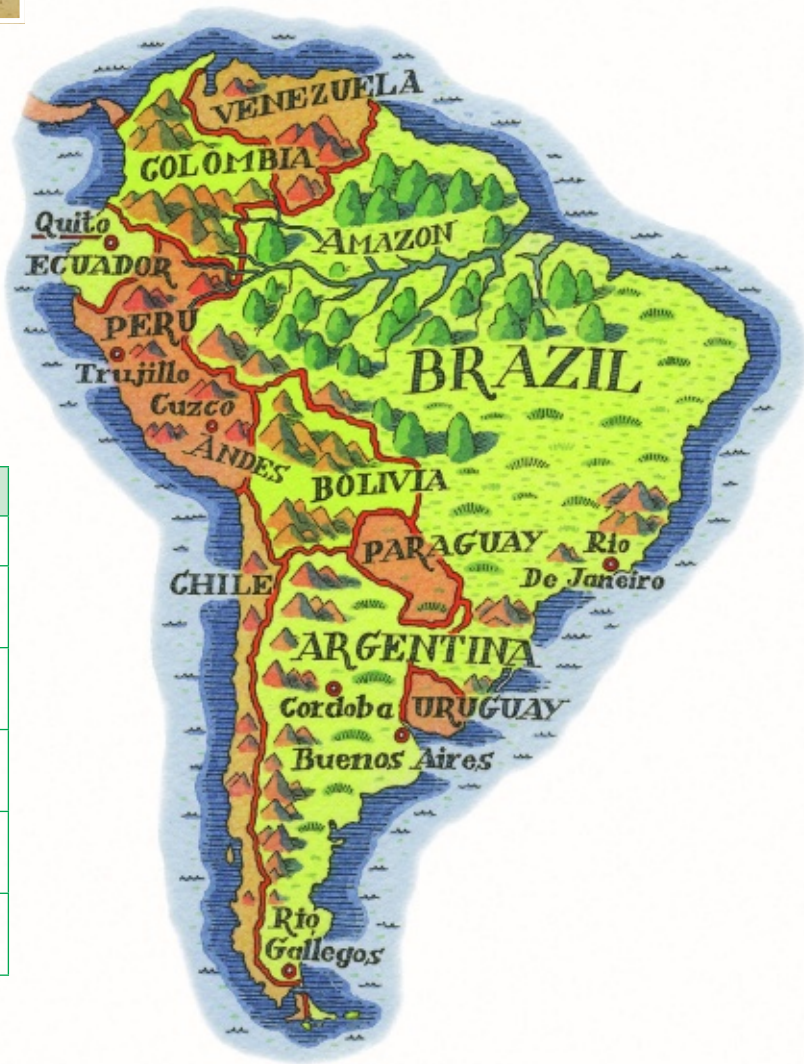 VENEZUELA
COLOMBIA
Quito
AMAZON
ECUADOR
PERU
BRAZIL
Trujillo
Cuzco
ANDES
BOLIVIA
PARAGUAY
Rio
De Janeiro
CHILE
ARGENTINA
Cordoba
URUGUAY
Buenos Aires
Rio
Gallegos